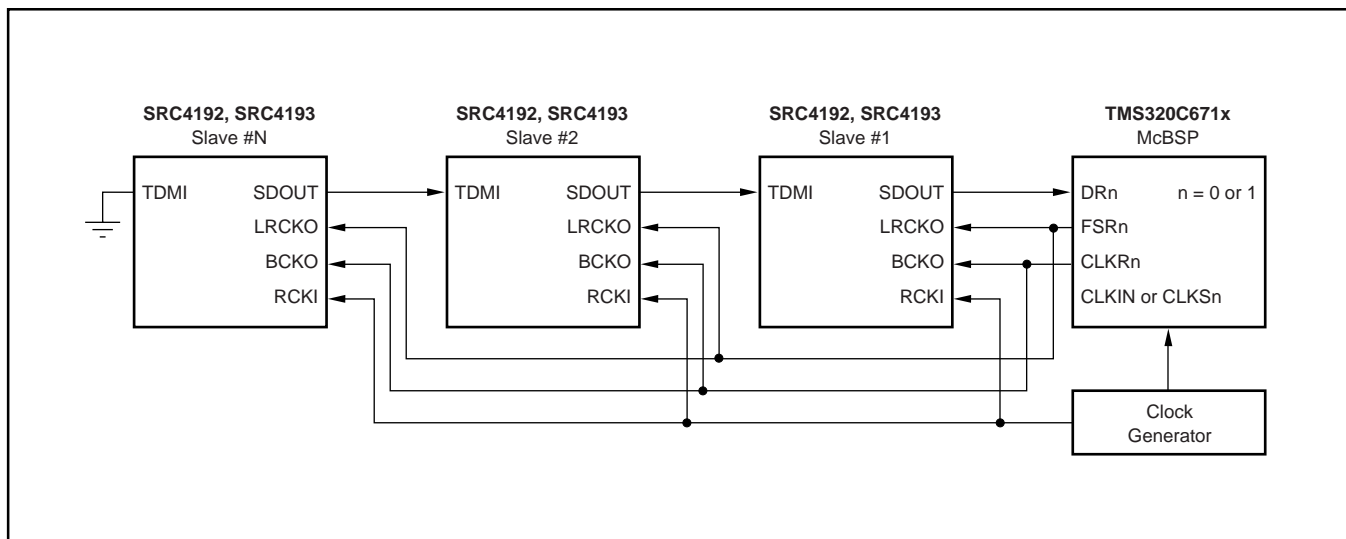 SRC4192, SRC4193
Slave #N
TDMI
SDOUT
LRCKO
BCKO
RCKI
SRC4192, SRC4193
Slave #2
TDMI
SDOUT
LRCKO
BCKO
RCKI
SRC4192, SRC4193
Slave #1
TDMI
SDOUT
LRCKO
BCKO
RCKI
TMS320C671x
McBSP
DRn n = 0 or 1
FSRn
CLKRn
CLKIN or CLKSn
Clock
Generator